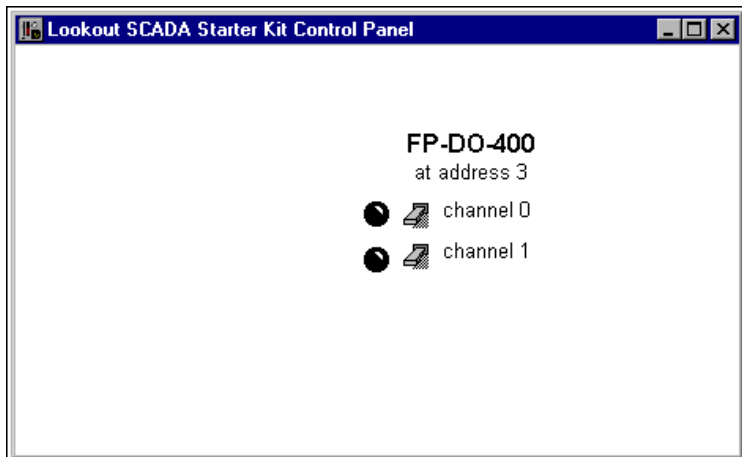 Lookout SCADA Starter Kit Control Panel
FP-DO-400
at address 3
channel 0
channel 1